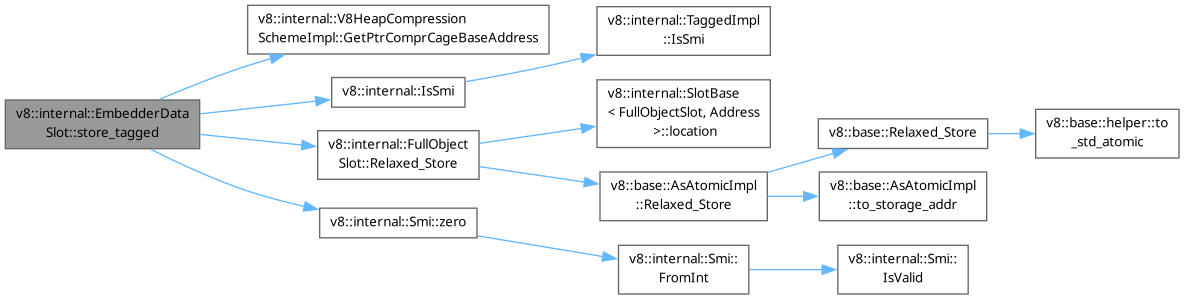 v8::internal::EmbedderData
Slot::store_tagged
v8::internal::V8HeapCompression
SchemeImpl::GetPtrComprCageBaseAddress
v8::internal::IsSmi
v8::internal::TaggedImpl
::IsSmi
v8::internal::FullObject
Slot::Relaxed_Store
v8::internal::SlotBase
< FullObjectSlot, Address
>::location
v8::base::AsAtomicImpl
::Relaxed_Store
v8::base::Relaxed_Store
v8::base::helper::to
_std_atomic
v8::base::AsAtomicImpl
::to_storage_addr
v8::internal::Smi::zero
v8::internal::Smi::
FromInt
v8::internal::Smi::
IsValid